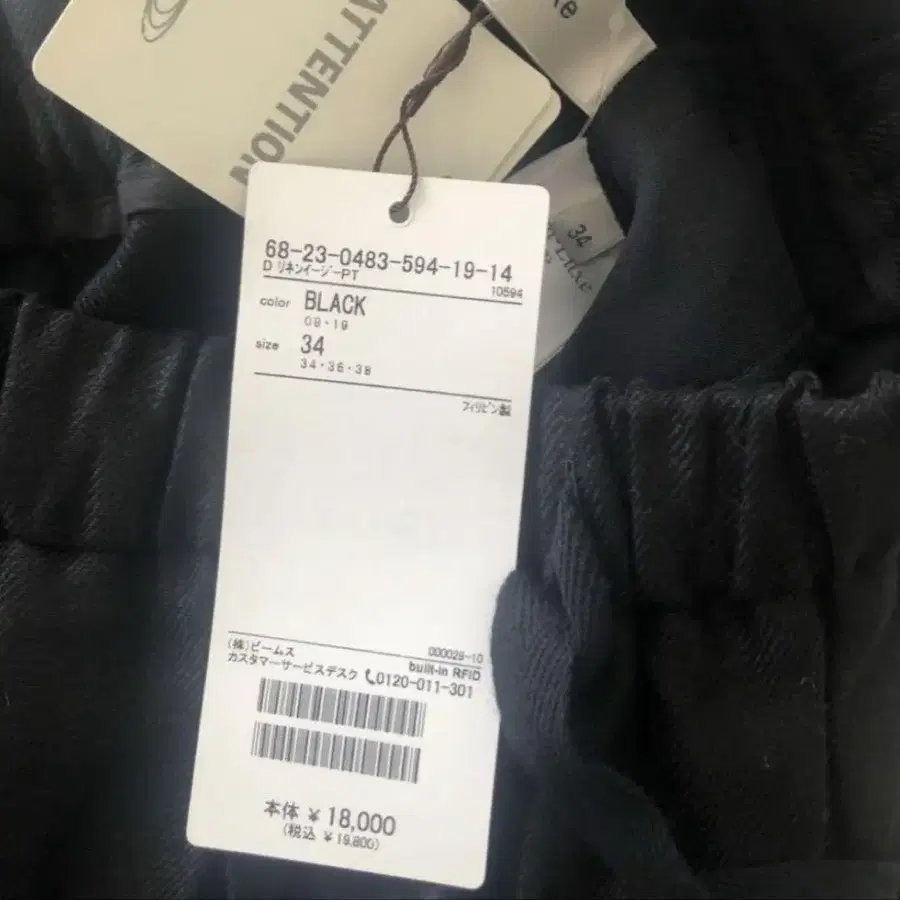 ATTENTION
34
68-23-0483-594-19-14
D リネンイージーPT
10594
color BLACK
09・19
size 34
34・36・38
フィリピン製
(株)ビームス
000029-10
カスタマーサービスデスク
built-in RFID
0120-011-301
本体 ¥18,000
(税込 ¥19,800)